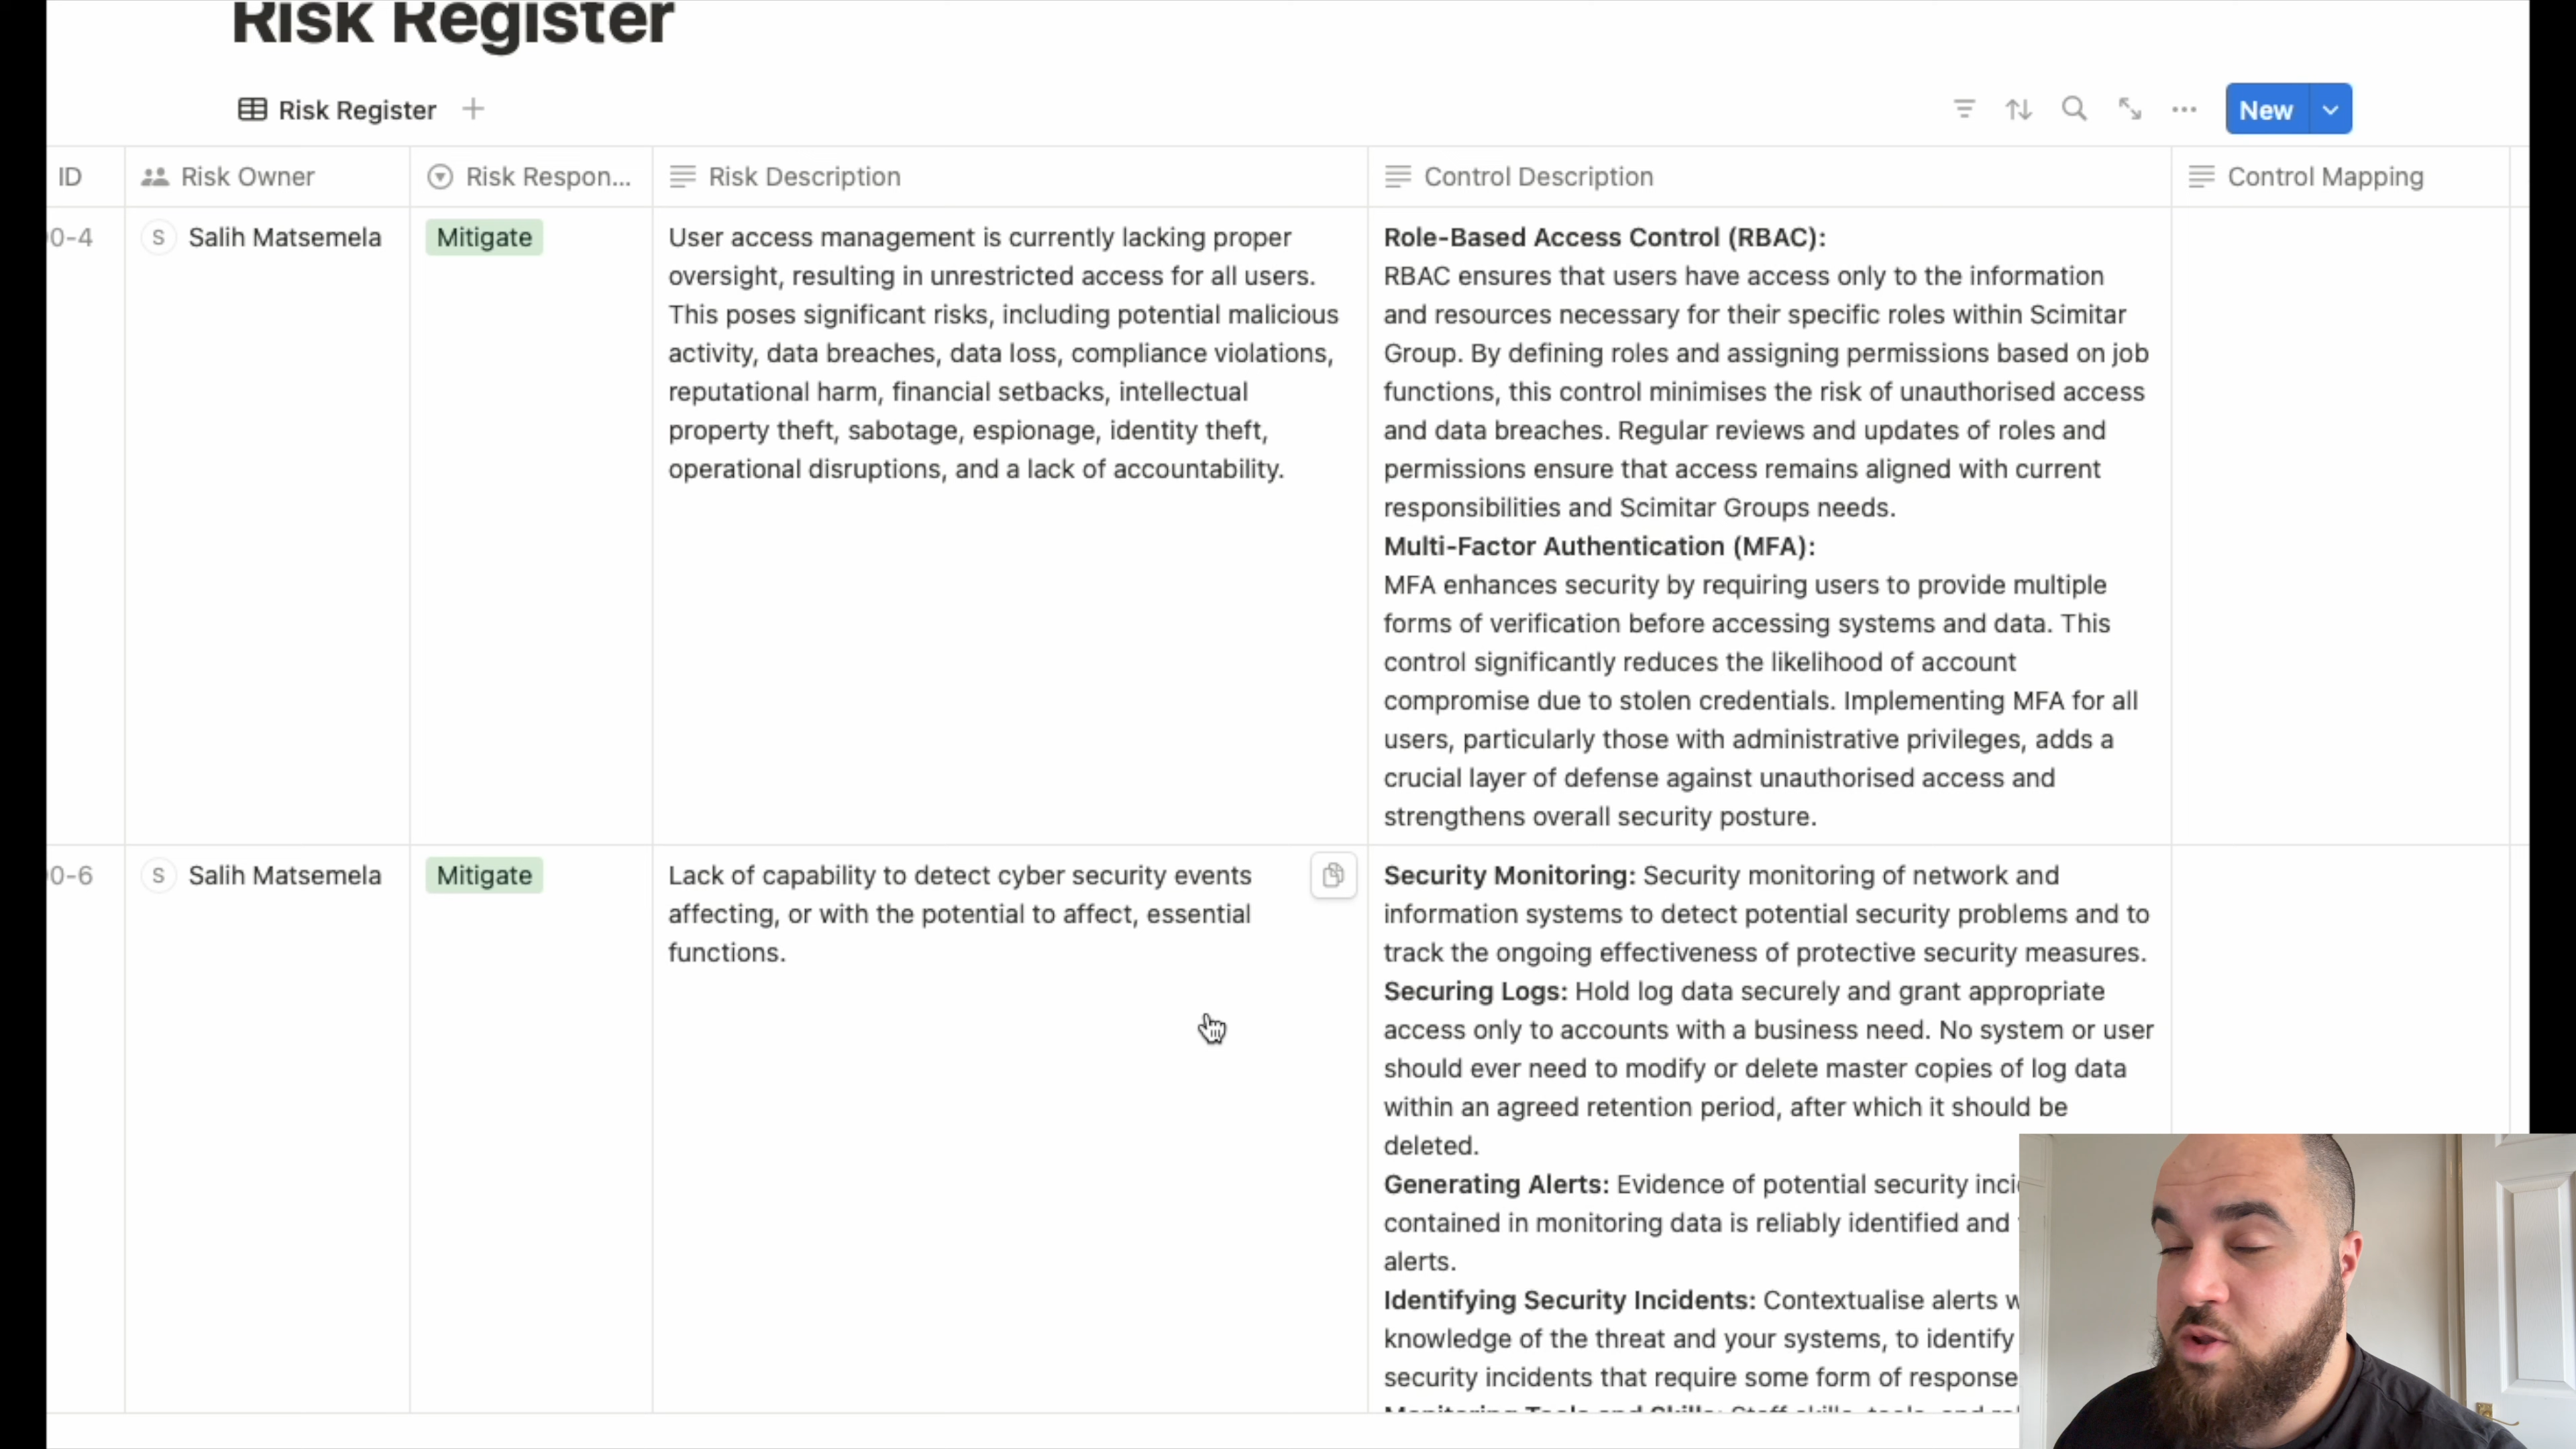 Risk Register
Risk Register
New
ID
Risk Owner
Risk Respon...
Risk Description
Control Description
Control Mapping
0-4
S
Salih Matsemela
Mitigate
User access management is currently lacking proper
oversight, resulting in unrestricted access for all users.
This poses significant risks, including potential malicious
activity, data breaches, data loss, compliance violations,
reputational harm, financial setbacks, intellectual
property theft, sabotage, espionage, identity theft,
operational disruptions, and a lack of accountability.
Role-Based Access Control (RBAC):
RBAC ensures that users have access only to the information
and resources necessary for their specific roles within Scimitar
Group. By defining roles and assigning permissions based on job
functions, this control minimises the risk of unauthorised access
and data breaches. Regular reviews and updates of roles and
permissions ensure that access remains aligned with current
responsibilities and Scimitar Groups needs.
Multi-Factor Authentication (MFA):
MFA enhances security by requiring users to provide multiple
forms of verification before accessing systems and data. This
control significantly reduces the likelihood of account
compromise due to stolen credentials. Implementing MFA for all
users, particularly those with administrative privileges, adds a
crucial layer of defense against unauthorised access and
strengthens overall security posture.
0-6
S
Salih Matsemela
Mitigate
Lack of capability to detect cyber security events
affecting, or with the potential to affect, essential
functions.
Security Monitoring: Security monitoring of network and
information systems to detect potential security problems and to
track the ongoing effectiveness of protective security measures.
Securing Logs: Hold log data securely and grant appropriate
access only to accounts with a business need. No system or user
should ever need to modify or delete master copies of log data
within an agreed retention period, after which it should be
deleted.
Generating Alerts: Evidence of potential security
contained in monitoring data is reliably identified and
alerts.
Identifying Security Incidents: Contextualise alerts
knowledge of the threat and your systems, to identify
security incidents that require some form of response
Monitoring Tools and Skills: Staff skills, tools, and